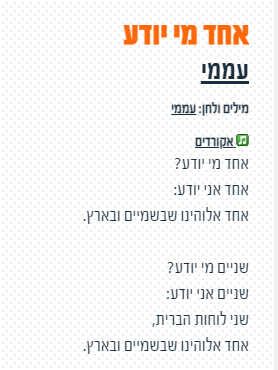 אחד מי יודע
עממי
מילים ולחן: עממי
אקורדים
אחד מי יודע?
אחד אני יודע:
אחד אלוהינו שבשמיים ובארץ.
שניים מי יודע?
שניים אני יודע:
שני לוחות הברית,
אחד אלוהינו שבשמיים ובארץ.